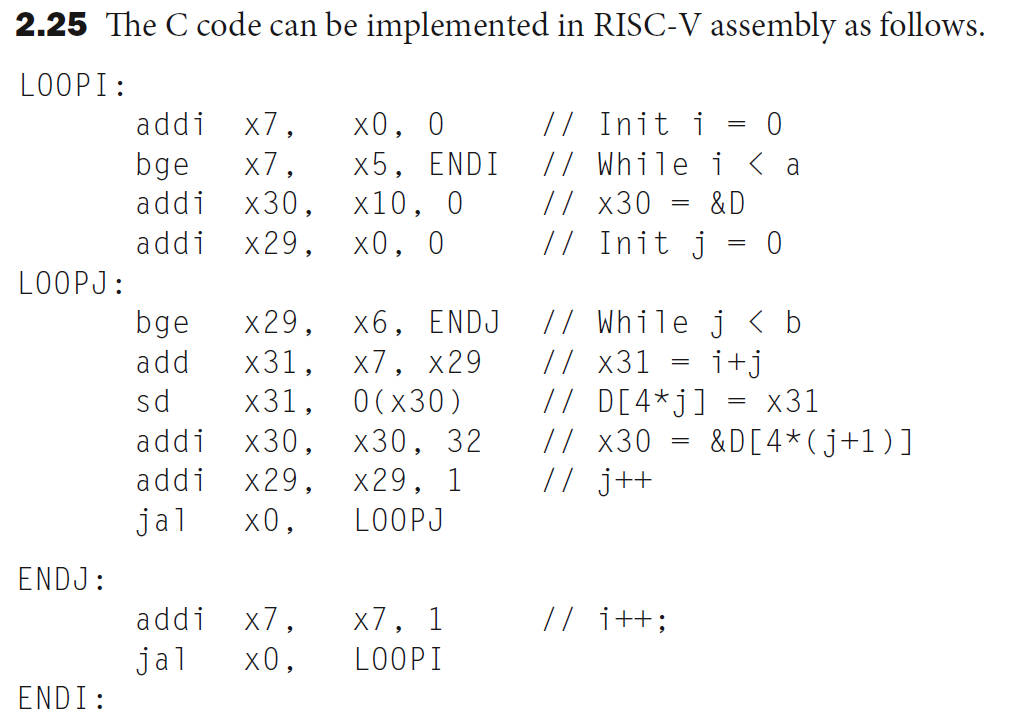 2.25 The C code can be implemented in RISC-V assembly as follows.
LOOPI:
addi x7, x0, 0 // Init i = 0
bge x7, x5, ENDI // While i < a
addi x30, x10, 0 // x30 = &D
addi x29, x0, 0 // Init j = 0
LOOPJ:
bge x29, x6, ENDJ // While j < b
add x31, x7, x29 // x31 = i+j
sd x31, 0(x30) // D[4*j] = x31
addi x30, x30, 32 // x30 = &D[4*(j+1)]
addi x29, x29, 1 // j++
jal x0, LOOPJ
ENDJ:
addi x7, x7, 1 // i++;
jal x0, LOOPI
ENDI: